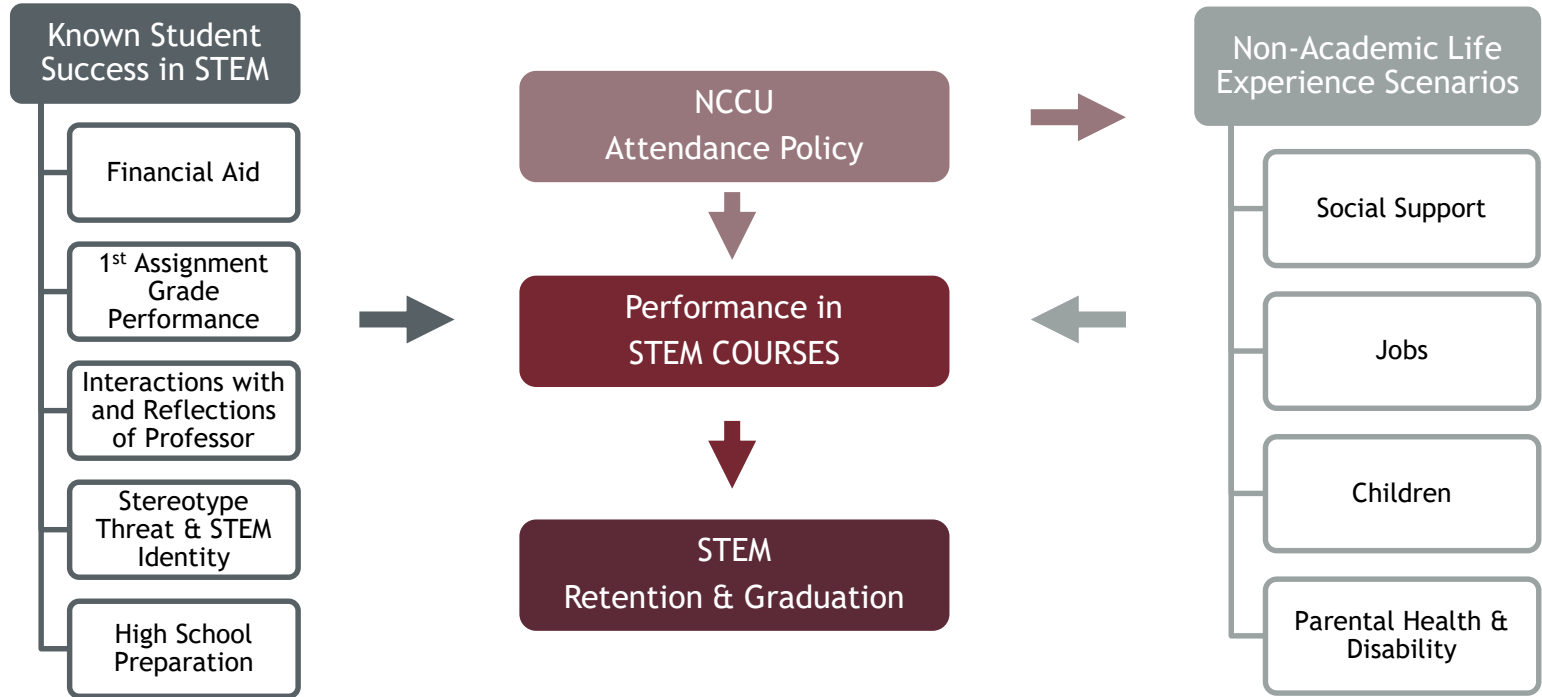 Known Student
Success in STEM
Financial Aid
1st Assignment
Grade
Performance
Interactions with
and Reflections
of Professor
Stereotype
Threat & STEM
Identity
High School
Preparation
NCCU
Attendance Policy
Performance in
STEM COURSES
STEM
Retention & Graduation
Non-Academic Life
Experience Scenarios
Social Support
Jobs
Children
Parental Health &
Disability